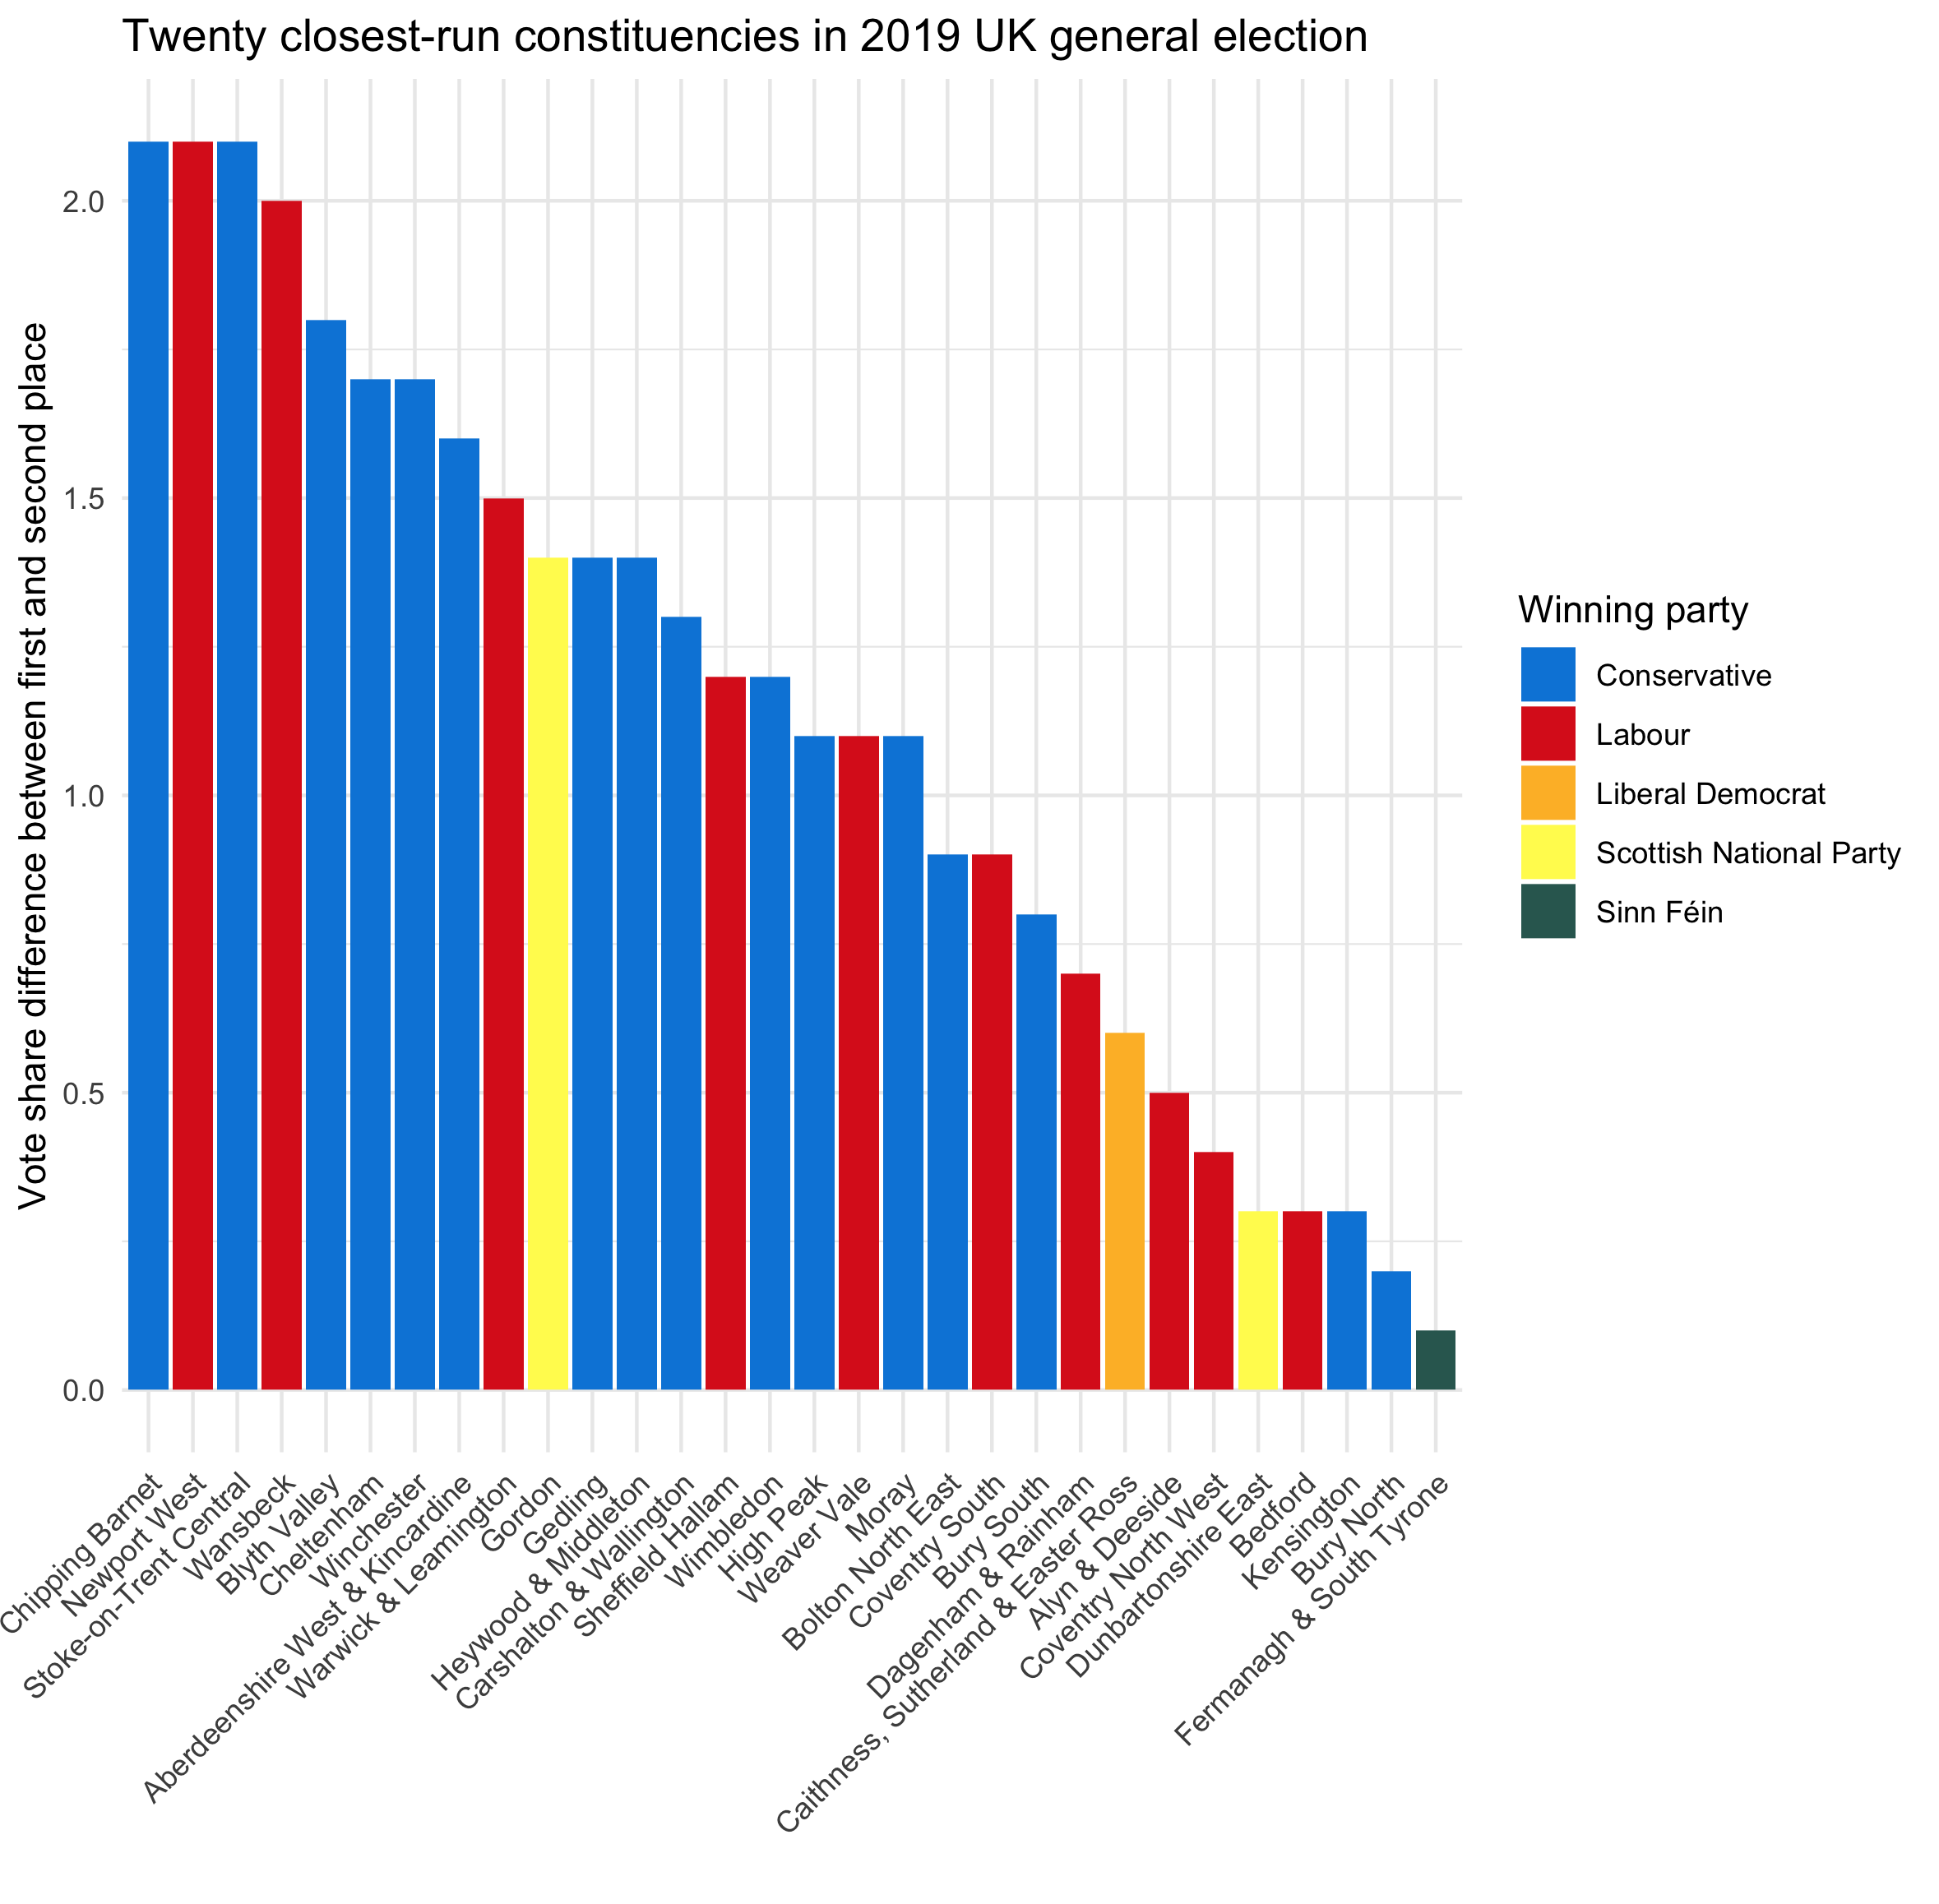 Twenty closest-run constituencies in 2019 UK general election
Vote share difference between first and second place
2.0
1.5
1.0
0.5
0.0
Chipping Barnet
Newport West
Stoke-on-Trent Central
Wansbeck
Blyth Valley
Cheltenham
Winchester
Aberdeenshire West & Kincardine
Warwick & Leamington
Gordon
Gedling
Heywood & Middleton
Carshalton & Wallington
Sheffield Hallam
Wimbledon
High Peak
Weaver Vale
Moray
Bolton North East
Coventry South
Bury South
Dagenham & Rainham
Caithness, Sutherland & Easter Ross
Alyn & Deeside
Coventry North West
Dunbartonshire East
Bedford
Kensington
Bury North
Fermanagh & South Tyrone
Winning party
Conservative
Labour
Liberal Democrat
Scottish National Party
Sinn Féin